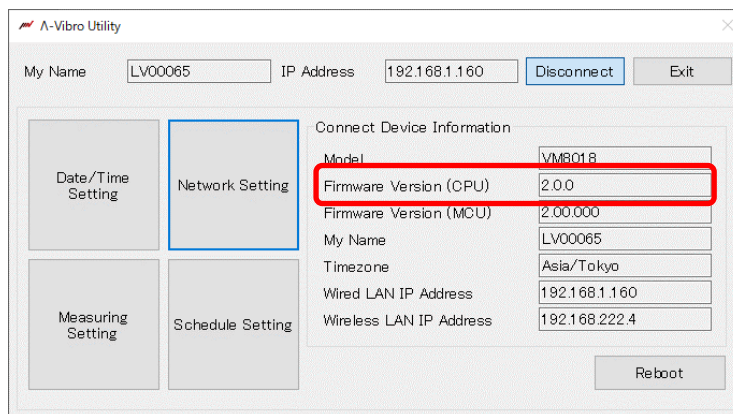 Λ-Vibro Utility
My Name LV00065 IP Address 192.168.1.160 Disconnect Exit
Date/Time
Setting
Network Setting
Measuring
Setting
Schedule Setting
Connect Device Information
Model VM8018
Firmware Version (CPU) 2.0.0
Firmware Version (MCU) 2.00.000
My Name LV00065
Timezone Asia/Tokyo
Wired LAN IP Address 192.168.1.160
Wireless LAN IP Address 192.168.222.4
Reboot